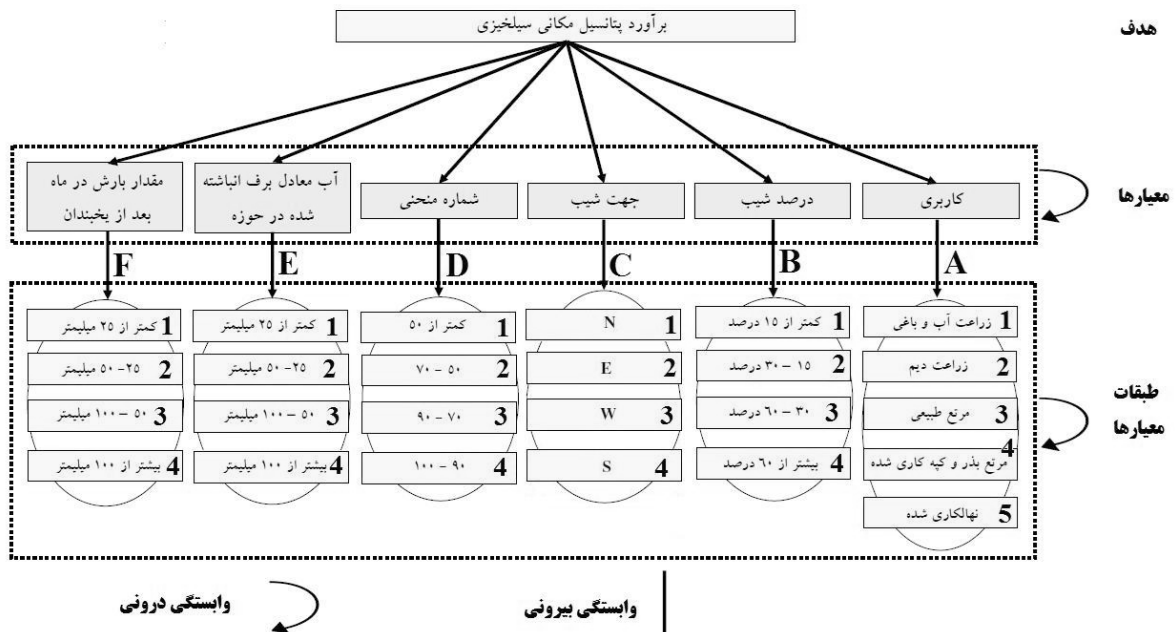 برآورد پتانسیل مکانی سیلخیزی
هدف
کاربری
درصد شیب
جهت شیب
شماره منحنی
آب معادل برف انباشته
شده در حوزه
مقدار بارش در ماه
بعد از یخبندان
معیارها
A
B
C
D
E
F
1 زراعت آب و باغی
2 زراعت دیم
3 مرتع طبیعی
4 مرتع بذر و کپه کاری شده
5 نهالکاری شده
1 کمتر از ۱۵ درصد
2 ۱۵ - ۳۰ درصد
3 ۳۰ - ۶۰ درصد
4 بیشتر از ۶۰ درصد
1 N
2 E
3 W
4 S
1 کمتر از ۵۰
2 ۵۰ - ۷۰
3 ۷۰ - ۹۰
4 ۹۰ - ۱۰۰
1 کمتر از ۲۵ میلیمتر
2 ۲۵- ۵۰ میلیمتر
3 ۵۰ - ۱۰۰ میلیمتر
4 بیشتر از ۱۰۰ میلیمتر
1 کمتر از ۲۵ میلیمتر
2 ۲۵- ۵۰ میلیمتر
3 ۵۰ - ۱۰۰ میلیمتر
4 بیشتر از ۱۰۰ میلیمتر
طبقات
معیارها
وابستگی بیرونی
وابستگی درونی